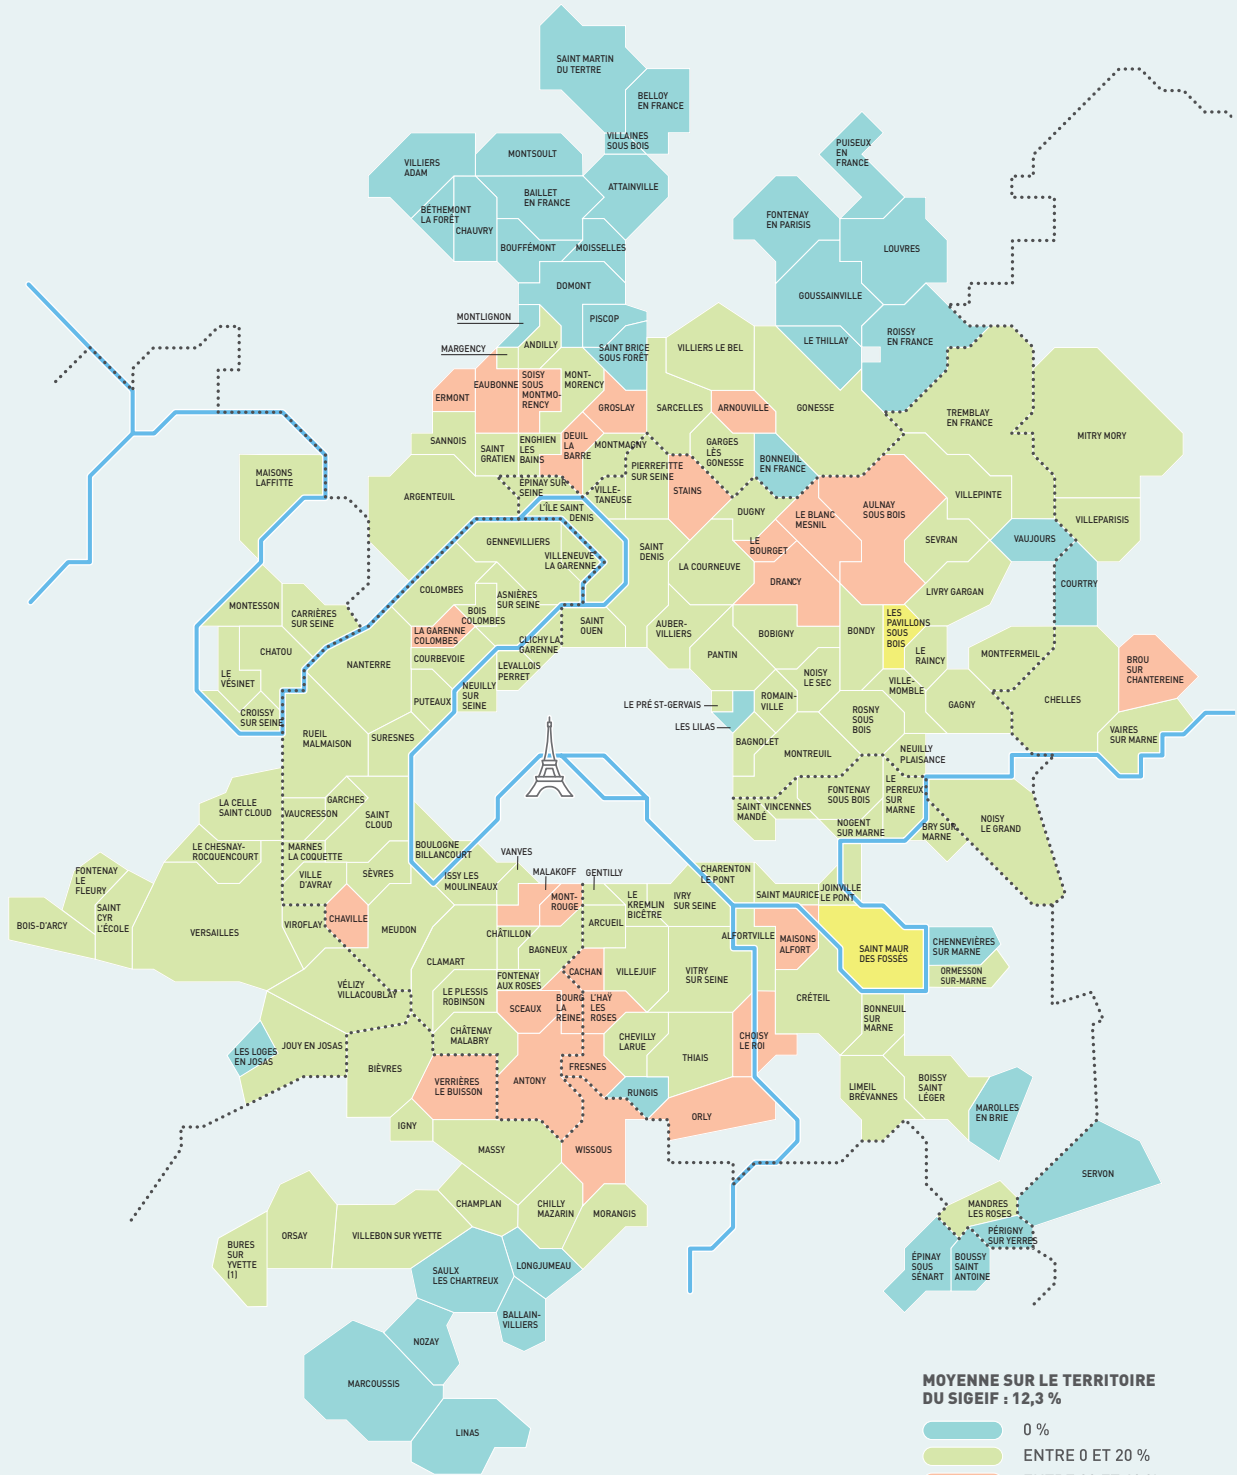 SAINT MARTIN
DU TERTRE
BELLOY
EN FRANCE
VILLAINES
SOUS BOIS
MONTSOULT
VILLIERS
ADAM
BAILLET
EN FRANCE
ATTAINVILLE
BÉTHEMONT
LA FORÊT
CHAUVRY
BOUFFÉMONT
MOISSELLES
DOMONT
PUISEUX
EN
FRANCE
FONTENAY
EN PARISIS
LOUVRES
GOUSSAINVILLE
LE THILLAY
ROISSY
EN FRANCE
MONTLIGNON
PISCOP
MARGENCY
ANDILLY
SAINT BRICE
SOUS FORÊT
VILLIERS LE BEL
ERMONT
EAUBONNE
SOISY
SOUS
MONTMO-
RENCY
MONT-
MORENCY
GROSLAY
SARCELLES
ARNOUVILLE
GONESSE
TREMBLAY
EN FRANCE
MITRY MORY
SANNOIS
SAINT
GRATIEN
ENGHIEN
LES
BAINS
DEUIL
LA
BARRE
MONTMAGNY
GARGES
LÈS
GONESSE
BONNEUIL
EN FRANCE
PIERREFITTE
SUR SEINE
MAISONS
LAFFITTE
ARGENTEUIL
ÉPINAY SUR
SEINE
VILLE-
TANEUSE
STAINS
L'ÎLE SAINT
DENIS
DUGNY
LE BLANC
MESNIL
AULNAY
SOUS BOIS
VILLEPINTE
VILLEPARISIS
GENNEVILLIERS
VILLENEUVE
LA GARENNE
SAINT
DENIS
LE
BOURGET
SEVRAN
VAUJOURS
LA COURNEUVE
DRANCY
COURTRY
LIVRY GARGAN
MONTESSON
CARRIÈRES
SUR SEINE
COLOMBES
ASNIÈRES
SUR SEINE
BOIS
COLOMBES
LA GARENNE
COLOMBES
SAINT
OUEN
AUBER-
VILLIERS
BOBIGNY
BONDY
LES
PAVILLONS
SOUS
BOIS
LE
RAINCY
MONTFERMEIL
BROU
SUR
CHANTEREINE
CHATOU
LE
VÉSINET
NANTERRE
COURBEVOIE
CLICHY LA
GARENNE
LEVALLOIS
PERRET
PANTIN
NOISY
LE SEC
VILLE-
MOMBLE
GAGNY
CHELLES
CROISSY
SUR SEINE
PUTEAUX
NEUILLY
SUR
SEINE
LE PRÉ ST-GERVAIS
LES LILAS
ROMAIN-
VILLE
ROSNY
SOUS
BOIS
VAIRES
SUR MARNE
RUEIL
MALMAISON
SURESNES
BAGNOLET
MONTREUIL
NEUILLY
PLAISANCE
LE
PERREUX
SUR
MARNE
FONTENAY
SOUS BOIS
LA CELLE
SAINT CLOUD
GARCHES
VAUCRESSON
SAINT
CLOUD
SAINT
MANDÉ
VINCENNES
NOGENT
SUR MARNE
BRY SUR
MARNE
NOISY
LE GRAND
LE CHESNAY-
ROCQUENCOURT
MARNES
LA COQUETTE
BOULOGNE
BILLANCOURT
VANVES
MALAKOFF
GENTILLY
CHARENTON
LE PONT
FONTENAY
LE
FLEURY
VILLE
D'AVRAY
SÈVRES
ISSY LES
MOULINEAUX
MONT-
ROUGE
LE
KREMLIN
BICÊTRE
IVRY
SUR SEINE
SAINT MAURICE
JOINVILLE
LE PONT
SAINT
CYR
L'ÉCOLE
BOIS-D'ARCY
VERSAILLES
VIROFLAY
CHAVILLE
MEUDON
CHÂTILLON
ARCUEIL
ALFORTVILLE
MAISONS
ALFORT
SAINT MAUR
DES FOSSÉS
CHENNEVIÈRES
SUR MARNE
ORMESSON
SUR-MARNE
CLAMART
BAGNEUX
CACHAN
VILLEJUIF
VITRY
SUR SEINE
VÉLIZY
VILLACOUBLAY
LE PLESSIS
ROBINSON
FONTENAY
AUX ROSES
SCEAUX
BOURG
LA
REINE
L'HAŸ
LES
ROSES
CRÉTEIL
BONNEUIL
SUR
MARNE
CHÂTENAY
MALABRY
CHEVILLY
LARUE
THIAIS
CHOISY
LE ROI
LES LOGES
EN JOSAS
JOUY EN JOSAS
BIÈVRES
VERRIÈRES
LE BUISSON
ANTONY
FRESNES
RUNGIS
ORLY
LIMEIL
BRÉVANNES
BOISSY
SAINT
LÉGER
MAROLLES
EN BRIE
IGNY
MASSY
WISSOUS
SERVON
CHAMPLAN
CHILLY
MAZARIN
MORANGIS
MANDRES
LES ROSES
PÉRIGNY
SUR YERRES
BURES
SUR
YVETTE
(1)
ORSAY
VILLEBON SUR YVETTE
SAULX
LES CHARTREUX
LONGJUMEAU
ÉPINAY
SOUS
SÉNART
BOUSSY
SAINT
ANTOINE
BALLAIN-
VILLIERS
NOZAY
MARCOUSSIS
LINAS
MOYENNE SUR LE TERRITOIRE
DU SIGEIF : 12,3 %
0 %
ENTRE 0 ET 20 %